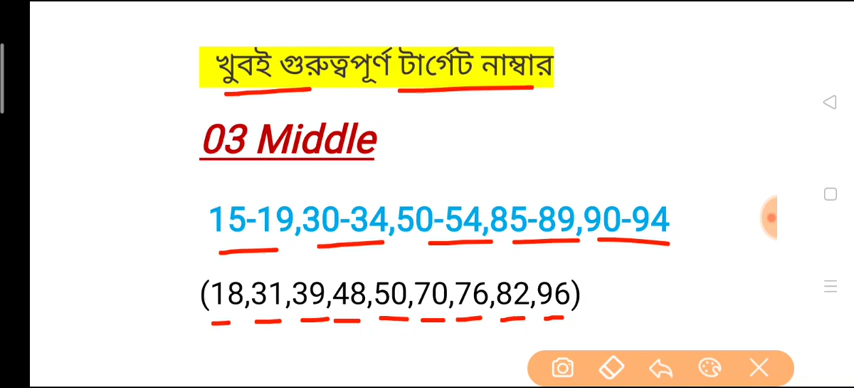 খুবই গুরুত্বপূর্ণ টার্গেট নাম্বার
03 Middle
15-19,30-34,50-54,85-89,90-94
(18,31,39,48,50,70,76,82,96)